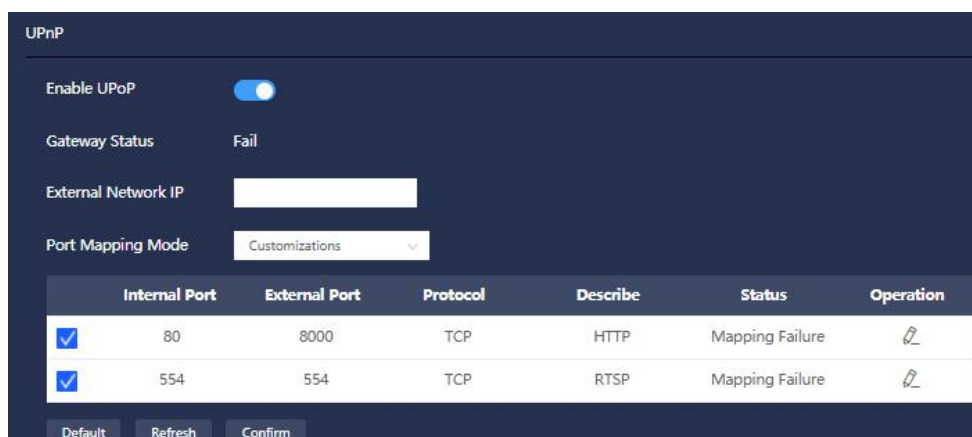 UPnP
Enable UPoP
Gateway Status Fail
External Network IP
Port Mapping Mode Customizations
Internal Port External Port Protocol Describe Status Operation
80 8000 TCP HTTP Mapping Failure
554 554 TCP RTSP Mapping Failure
Default Refresh Confirm